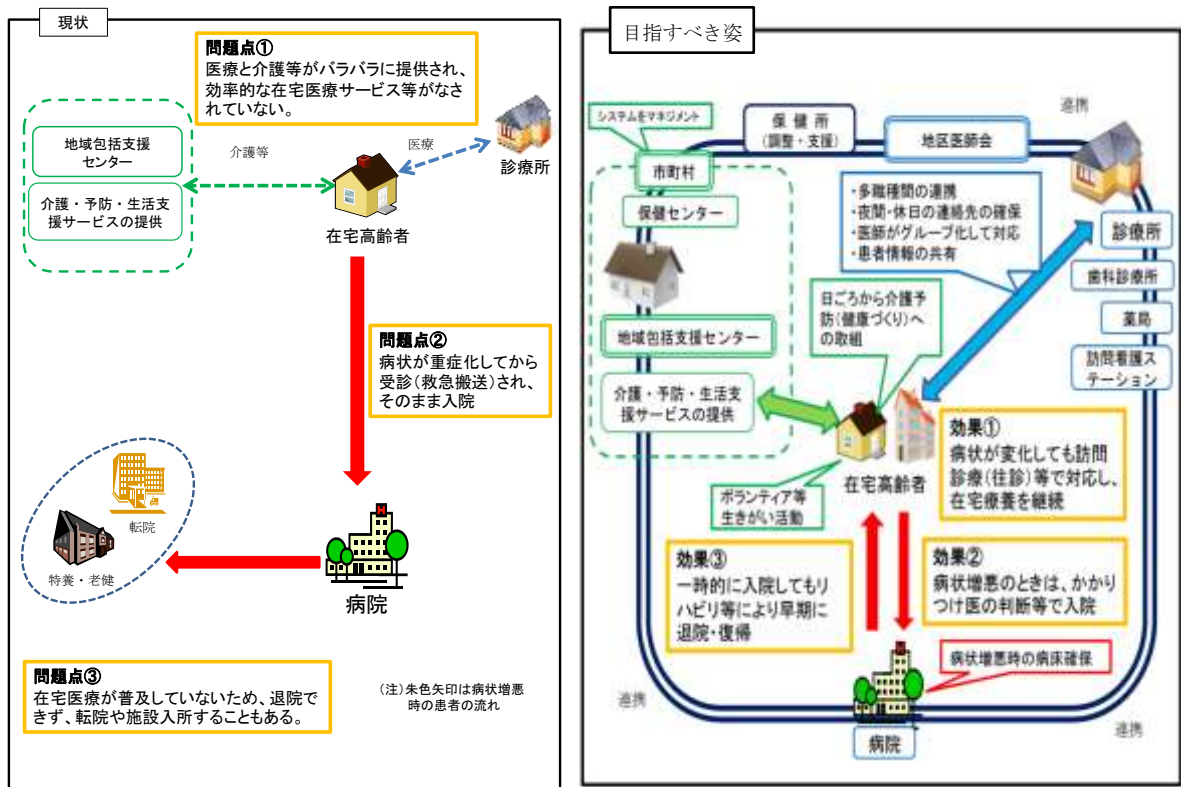 現状
問題点①
医療と介護等がバラバラに提供され、
効率的な在宅医療サービス等がなさ
れていない。
地域包括支援
センター
介護・予防・生活支
援サービスの提供
介護等
医療
診療所
在宅高齢者
問題点②
病状が重症化してから
受診(救急搬送)され、
そのまま入院
転院
特養・老健
病院
問題点③
在宅医療が普及していないため、退院で
きず、転院や施設入所することもある。
(注)朱色矢印は病状増悪
時の患者の流れ
目指すべき姿
システムをマネジメント
保健所
(調整・支援)
地区医師会
連携
市町村
保健センター
・多職種間の連携
・夜間・休日の連絡先の確保
・医師がグループ化して対応
・患者情報の共有
診療所
歯科診療所
薬局
訪問看護ス
テーション
日ごろから介護予
防(健康づくり)へ
の取組
地域包括支援センター
介護・予防・生活支
援サービスの提供
在宅高齢者
ボランティア等
生きがい活動
効果①
病状が変化しても訪問
診療(往診)等で対応し、
在宅療養を継続
効果②
病状増悪のときは、かかり
つけ医の判断等で入院
効果③
一時的に入院してもリ
ハビリ等により早期に
退院・復帰
病状増悪時の病床確保
連携
連携
病院